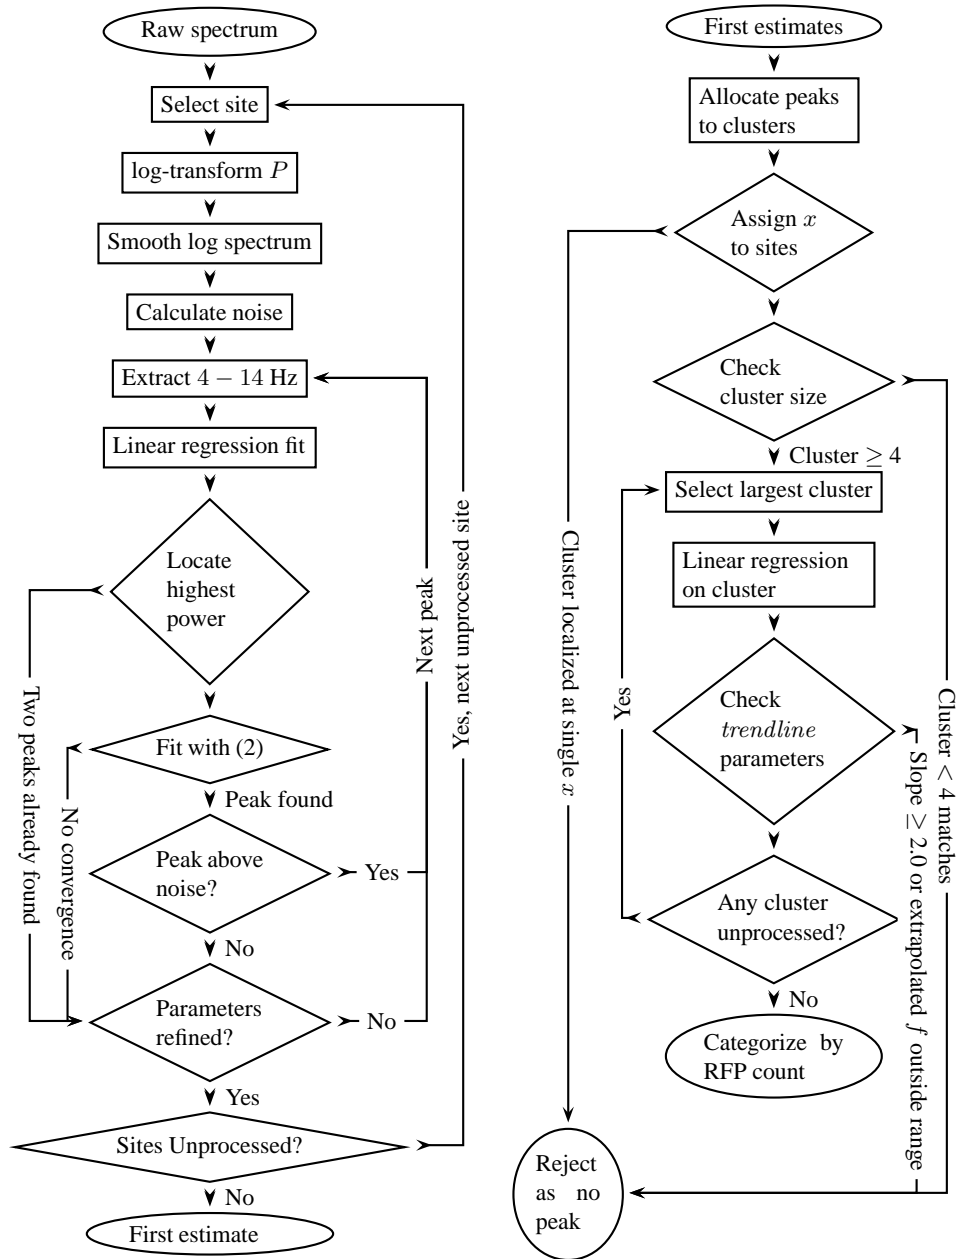 Raw spectrum
Select site
log-transform P
Smooth log spectrum
Calculate noise
Extract 4 − 14 Hz
Linear regression fit
Locate
highest
power
Two peaks already found
Fit with (2)
No convergence
Peak found
Peak above
noise?
Yes
Next peak
No
Parameters
refined?
No
Yes
Sites Unprocessed?
Yes, next unprocessed site
No
First estimate
First estimates
Allocate peaks
to clusters
Assign x
to sites
Cluster localized at single x
Check
cluster size
Cluster < 4 matches
Cluster ≥ 4
Select largest cluster
Linear regression
on cluster
Check
trendline
parameters
Slope ≥ 2.0 or extrapolated f outside range
Yes
Any cluster
unprocessed?
No
Categorize by
RFP count
Reject
as no
peak